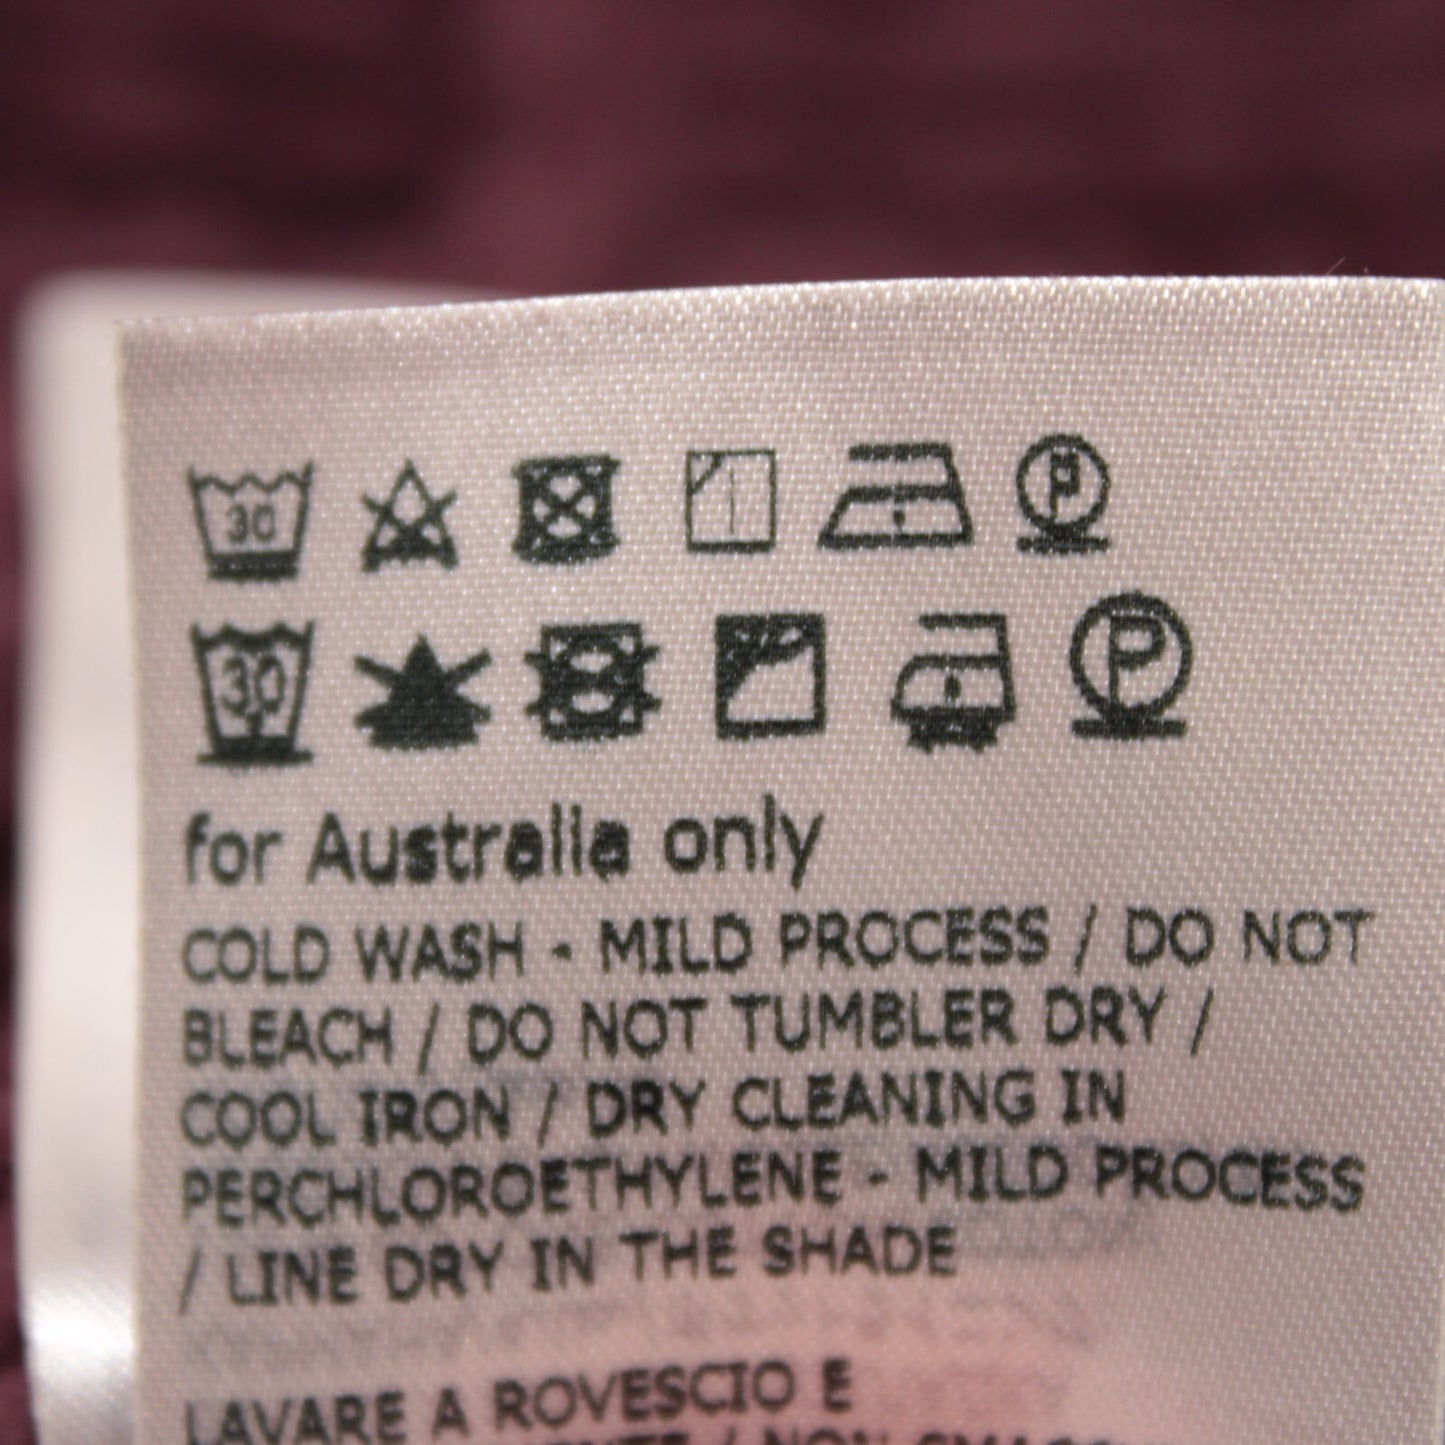 30
P
30
P
for Australia only
COLD WASH - MILD PROCESS / DO NOT
BLEACH / DO NOT TUMBLER DRY /
COOL IRON / DRY CLEANING IN
PERCHLOROETHYLENE - MILD PROCESS
/ LINE DRY IN THE SHADE
LAVARE A ROVESCIO E
/ NON